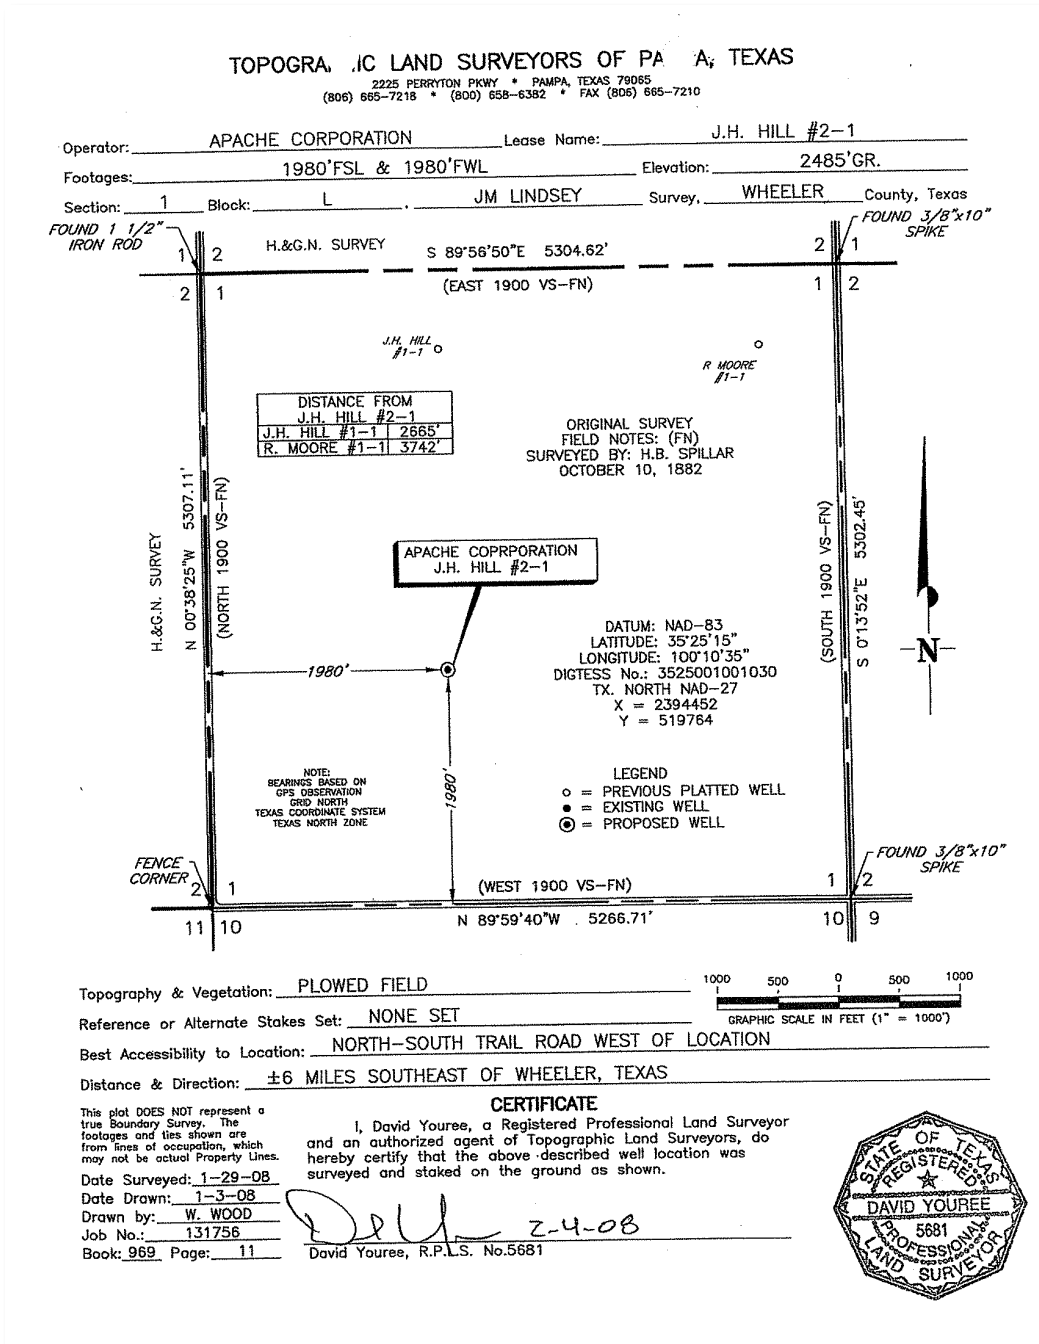 TOPOGRA IC LAND SURVEYORS OF PA A, TEXAS
2225 PERRYTON PKWY * PAMPA, TEXAS 79065
(806) 665-7218 * (800) 658-6382 * FAX (806) 665-7210
Operator: APACHE CORPORATION Lease Name: J.H. HILL #2-1
Footages: 1980'FSL & 1980'FWL Elevation: 2485'GR.
Section: 1 Block: L , JM LINDSEY Survey, WHEELER County, Texas
FOUND 1 1/2"
IRON ROD
FOUND 3/8"x10"
SPIKE
H.&G.N. SURVEY
S 89°56'50"E 5304.62'
(EAST 1900 VS-FN)
1 2
2 1
2 1
1 2
J.H. HILL
#1-1
R MOORE
#1-1
DISTANCE FROM
J.H. HILL #2-1
J.H. HILL #1-1 2665'
R. MOORE #1-1 3742'
ORIGINAL SURVEY
FIELD NOTES: (FN)
SURVEYED BY: H.B. SPILLAR
OCTOBER 10, 1882
H.&G.N. SURVEY
N 00°38'25"W 5307.11'
(NORTH 1900 VS-FN)
(SOUTH 1900 VS-FN)
S 0°13'52"E 5302.45'
APACHE COPRPORATION
J.H. HILL #2-1
DATUM: NAD-83
LATITUDE: 35°25'15"
LONGITUDE: 100°10'35"
DIGTESS No.: 3525001001030
TX. NORTH NAD-27
X = 2394452
Y = 519764
N
1980'
1980'
NOTE:
BEARINGS BASED ON
GPS OBSERVATION
GRID NORTH
TEXAS COORDINATE SYSTEM
TEXAS NORTH ZONE
LEGEND
= PREVIOUS PLATTED WELL
= EXISTING WELL
= PROPOSED WELL
FENCE
CORNER
FOUND 3/8"x10"
SPIKE
2 1
11 10
1 2
10 9
(WEST 1900 VS-FN)
N 89°59'40"W . 5266.71'
1000 500 0 500 1000
GRAPHIC SCALE IN FEET (1" = 1000')
Topography & Vegetation: PLOWED FIELD
Reference or Alternate Stakes Set: NONE SET
Best Accessibility to Location: NORTH-SOUTH TRAIL ROAD WEST OF LOCATION
Distance & Direction: ±6 MILES SOUTHEAST OF WHEELER, TEXAS
This plat DOES NOT represent a
true Boundary Survey. The
footages and ties shown are
from lines of occupation, which
may not be actual Property Lines.
Date Surveyed: 1-29-08
Date Drawn: 1-3-08
Drawn by: W. WOOD
Job No.: 131756
Book: 969 Page: 11
CERTIFICATE
I, David Youree, a Registered Professional Land Surveyor
and an authorized agent of Topographic Land Surveyors, do
hereby certify that the above described well location was
surveyed and staked on the ground as shown.
2-4-08
David Youree, R.P.L.S. No.5681
STATE OF TEXAS
REGISTERED
DAVID YOUREE
5681
PROFESSIONAL
LAND SURVEYOR